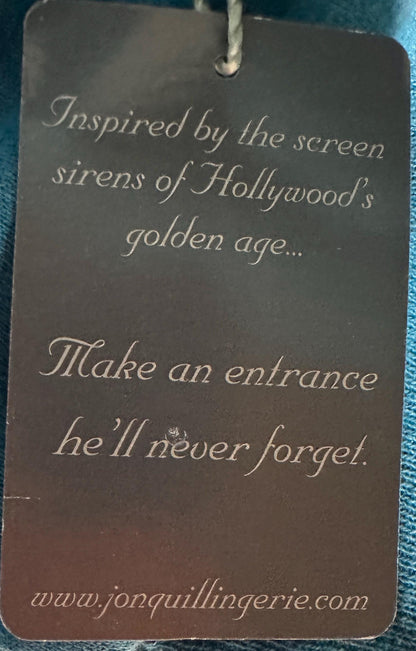 Inspired by the screen
sirens of Hollywood's
golden age...
Make an entrance
he'll never forget.
www.jonquillingerie.com